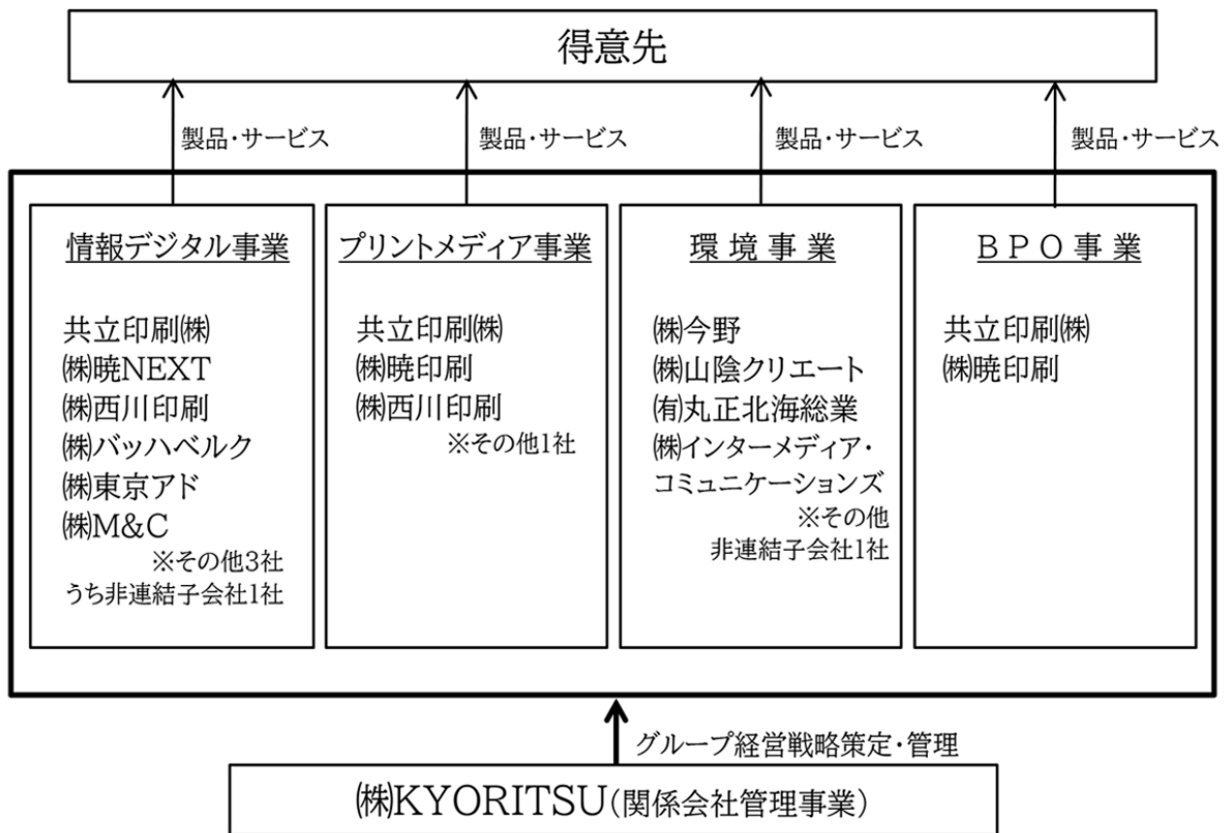 得意先
製品・サービス
製品・サービス
製品・サービス
製品・サービス
情報デジタル事業
共立印刷㈱
㈱暁NEXT
㈱西川印刷
㈱バッハベルク
㈱東京アド
㈱M&C
※その他3社
うち非連結子会社1社
プリントメディア事業
共立印刷㈱
㈱暁印刷
㈱西川印刷
※その他1社
環境事業
㈱今野
㈱山陰クリエート
㈲丸正北海総業
㈱インターメディア・
コミュニケーションズ
※その他
非連結子会社1社
BPO事業
共立印刷㈱
㈱暁印刷
グループ経営戦略策定・管理
㈱KYORITSU(関係会社管理事業)